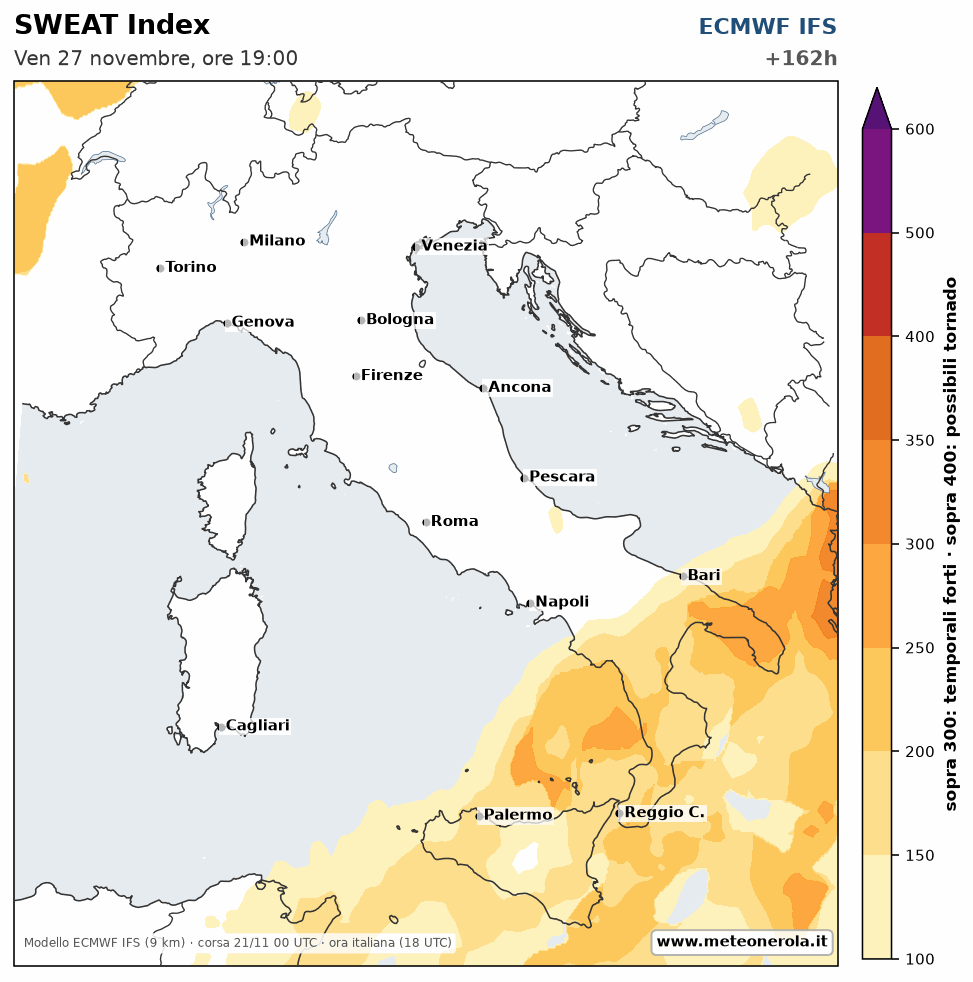 SWEAT Index
ECMWF IFS
Ven 27 novembre, ore 19:00
+162h
Milano
Venezia
Torino
Genova
Bologna
Firenze
Ancona
Pescara
Roma
Bari
Napoli
Cagliari
Palermo
Reggio C.
600
500
400
350
300
250
200
150
100
sopra 300: temporali forti · sopra 400: possibili tornado
Modello ECMWF IFS (9 km) · corsa 21/11 00 UTC · ora italiana (18 UTC)
www.meteonerola.it